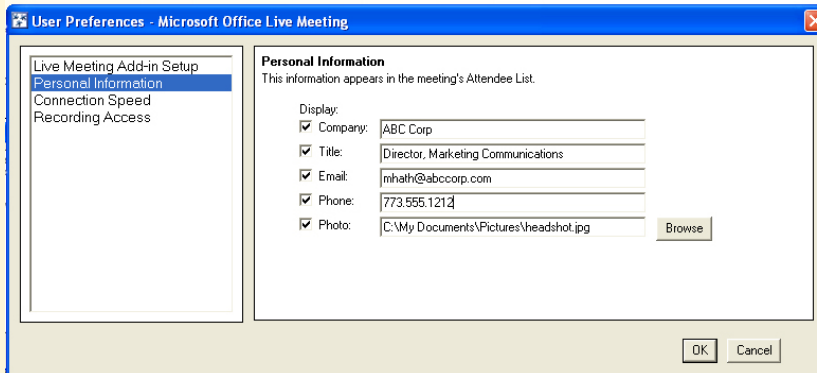 User Preferences - Microsoft Office Live Meeting
Live Meeting Add-in Setup
Personal Information
Connection Speed
Recording Access
Personal Information
This information appears in the meeting's Attendee List.
Display:
Company: ABC Corp
Title: Director, Marketing Communications
Email: mhath@abccorp.com
Phone: 773.555.1212
Photo: C:\My Documents\Pictures\headshot.jpg Browse
OK Cancel